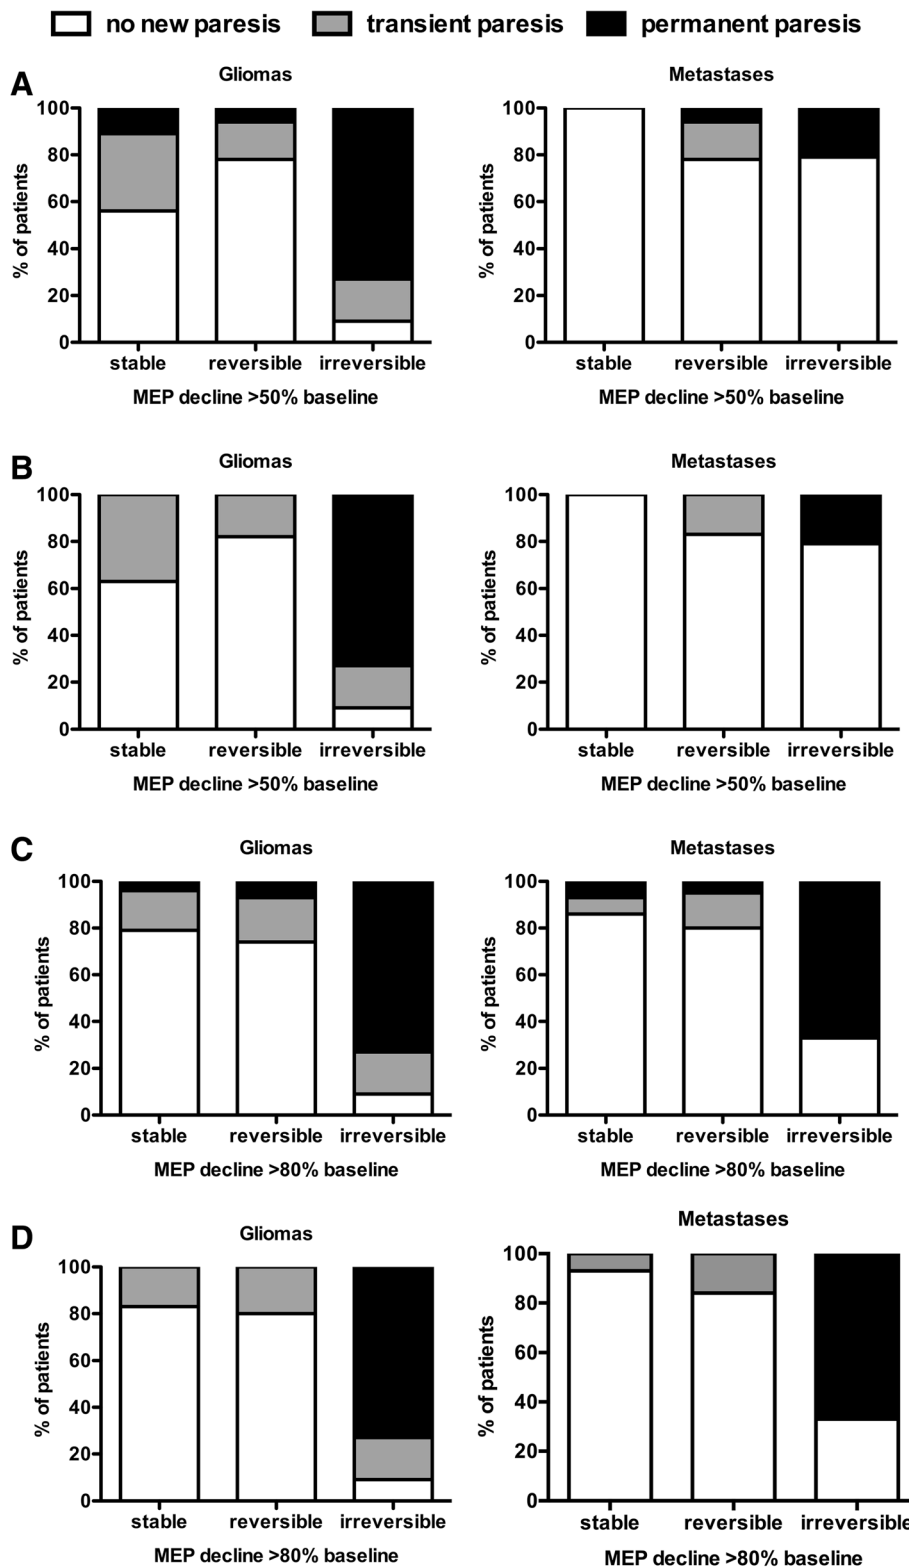 no new paresis transient paresis permanent paresis
A
Gliomas Metastases
100 100
80 80
60 60
40 40
20 20
0 0
% of patients % of patients
stable reversible irreversible stable reversible irreversible
MEP decline >50% baseline MEP decline >50% baseline
B
Gliomas Metastases
100 100
80 80
60 60
40 40
20 20
0 0
% of patients % of patients
stable reversible irreversible stable reversible irreversible
MEP decline >50% baseline MEP decline >50% baseline
C
Gliomas Metastases
100 100
80 80
60 60
40 40
20 20
0 0
% of patients % of patients
stable reversible irreversible stable reversible irreversible
MEP decline >80% baseline MEP decline >80% baseline
D
Gliomas Metastases
100 100
80 80
60 60
40 40
20 20
0 0
% of patients % of patients
stable reversible irreversible stable reversible irreversible
MEP decline >80% baseline MEP decline >80% baseline